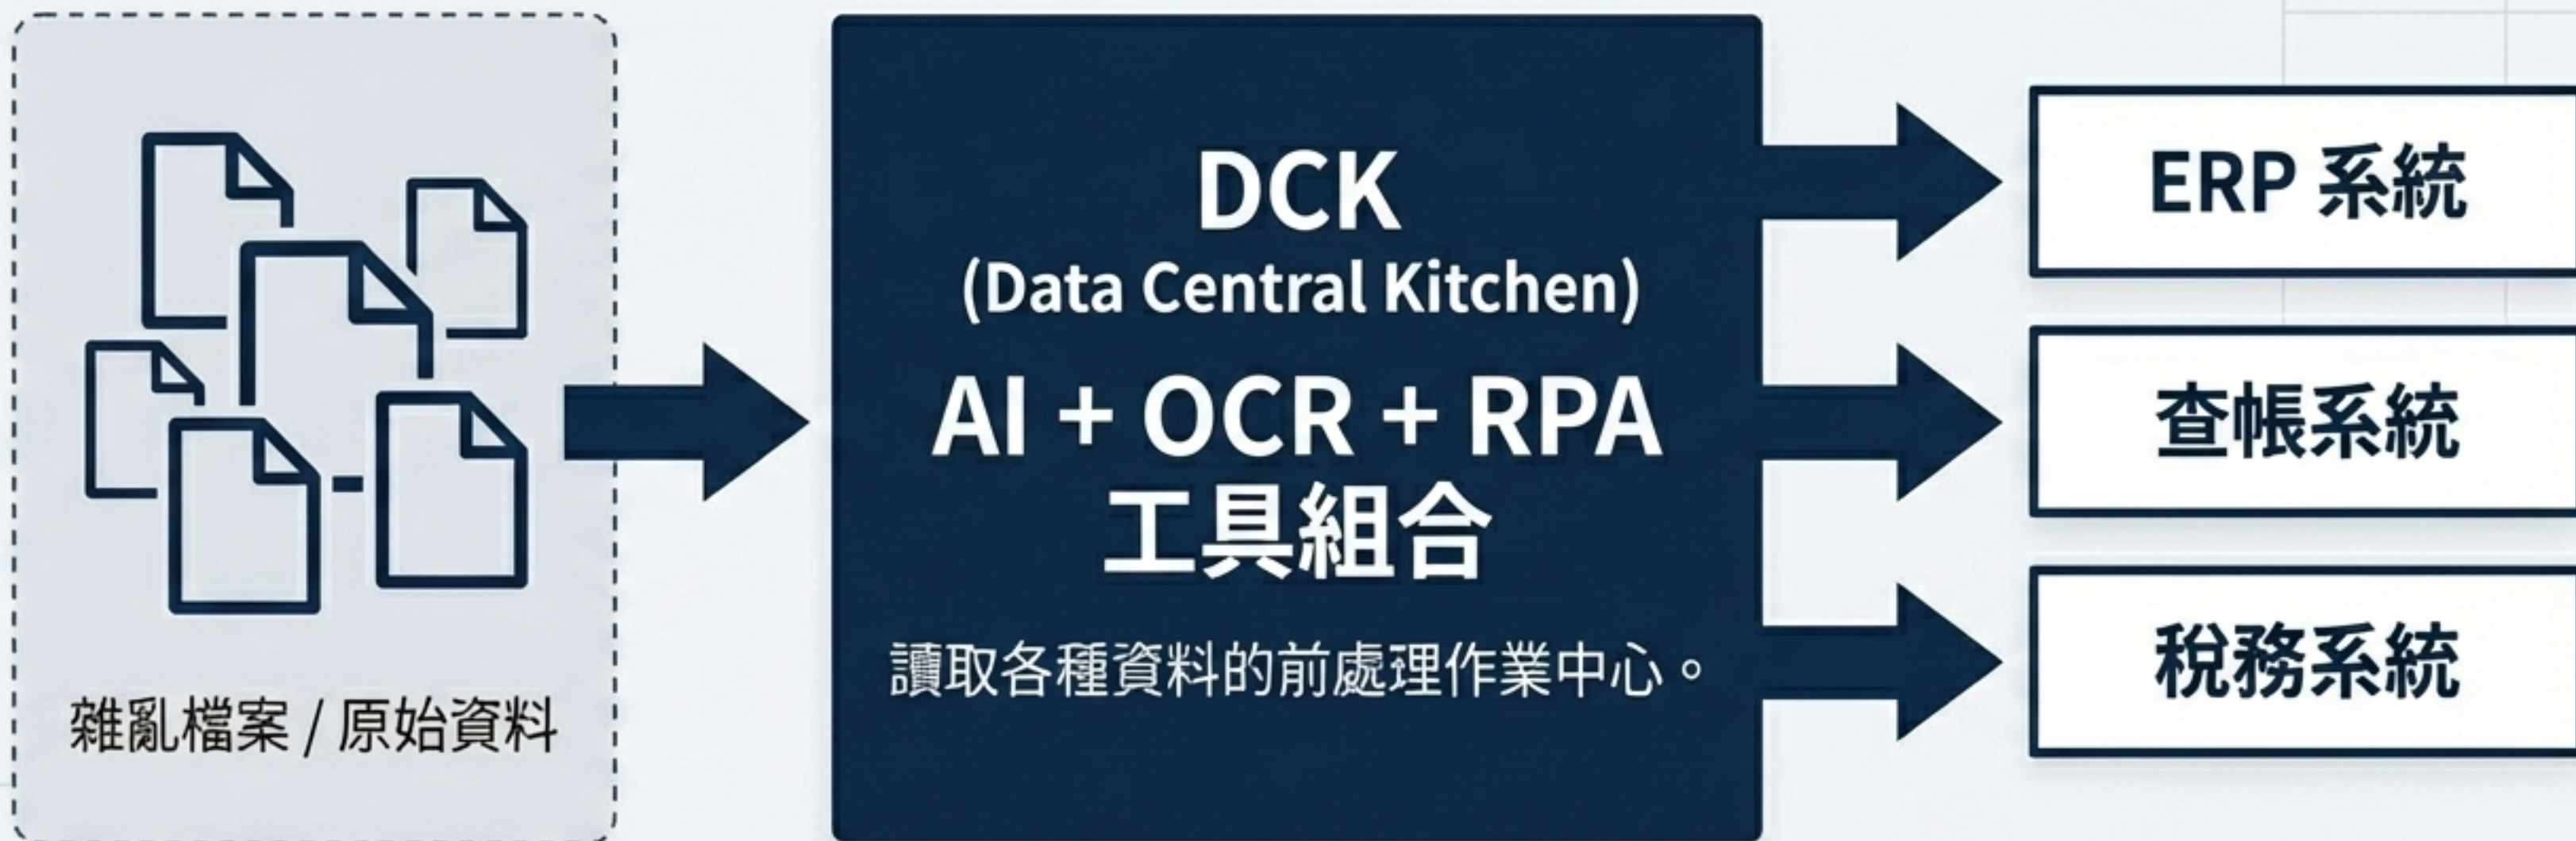 雜亂檔案 / 原始資料
DCK
(Data Central Kitchen)
AI + OCR + RPA
工具組合
讀取各種資料的前處理作業中心。
ERP 系統
查帳系統
稅務系統